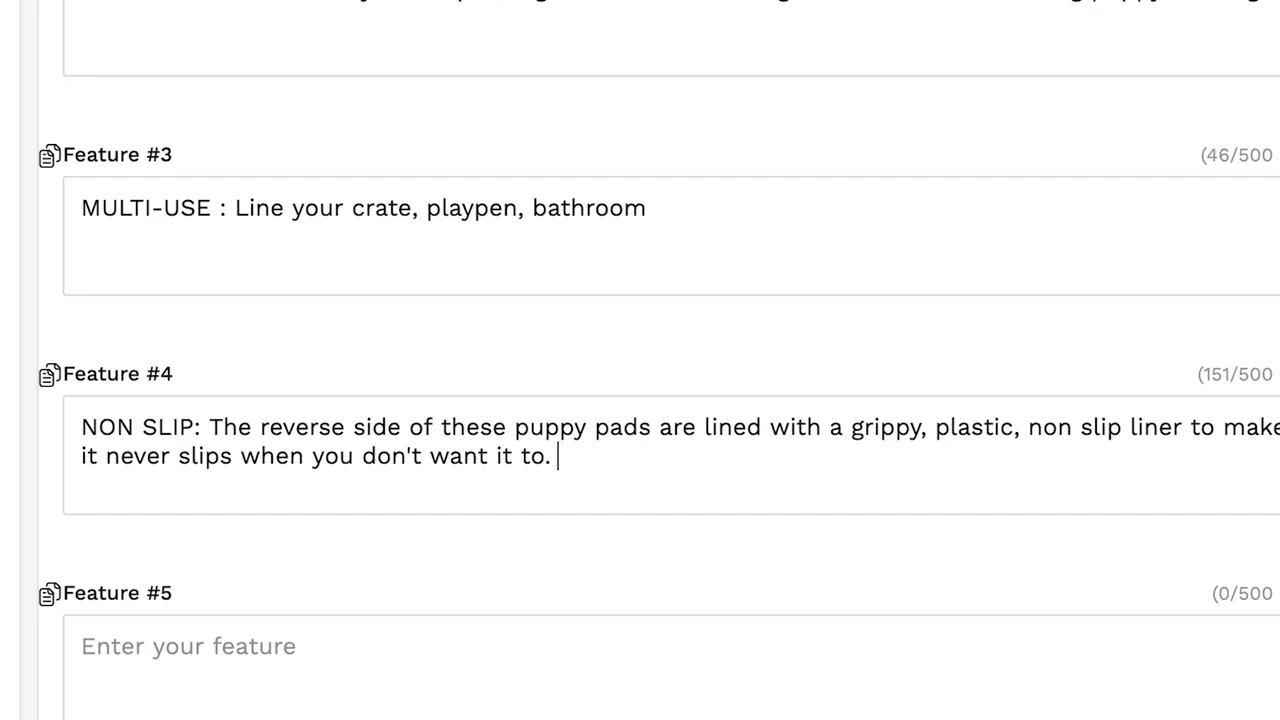 Feature #3
(46/500
MULTI-USE : Line your crate, playpen, bathroom
Feature #4
(151/500
NON SLIP: The reverse side of these puppy pads are lined with a grippy, plastic, non slip liner to make
it never slips when you don't want it to.
Feature #5
(0/500
Enter your feature